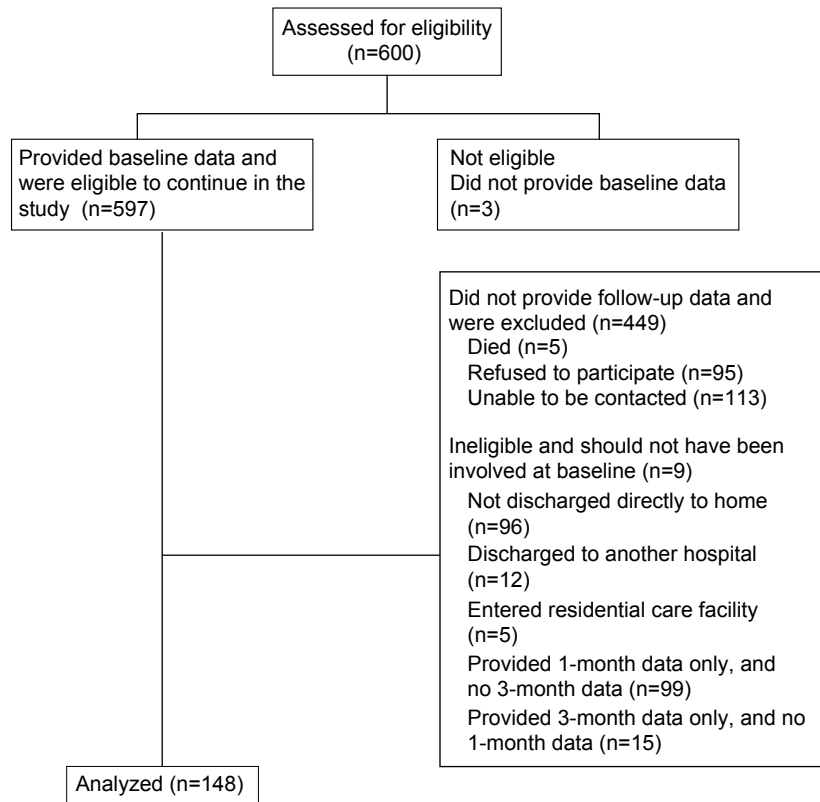 Assessed for eligibility
(n=600)
Provided baseline data and
were eligible to continue in the
study (n=597)
Not eligible
Did not provide baseline data
(n=3)
Did not provide follow-up data and
were excluded (n=449)
Died (n=5)
Refused to participate (n=95)
Unable to be contacted (n=113)
Ineligible and should not have been
involved at baseline (n=9)
Not discharged directly to home
(n=96)
Discharged to another hospital
(n=12)
Entered residential care facility
(n=5)
Provided 1-month data only, and
no 3-month data (n=99)
Provided 3-month data only, and no
1-month data (n=15)
Analyzed (n=148)